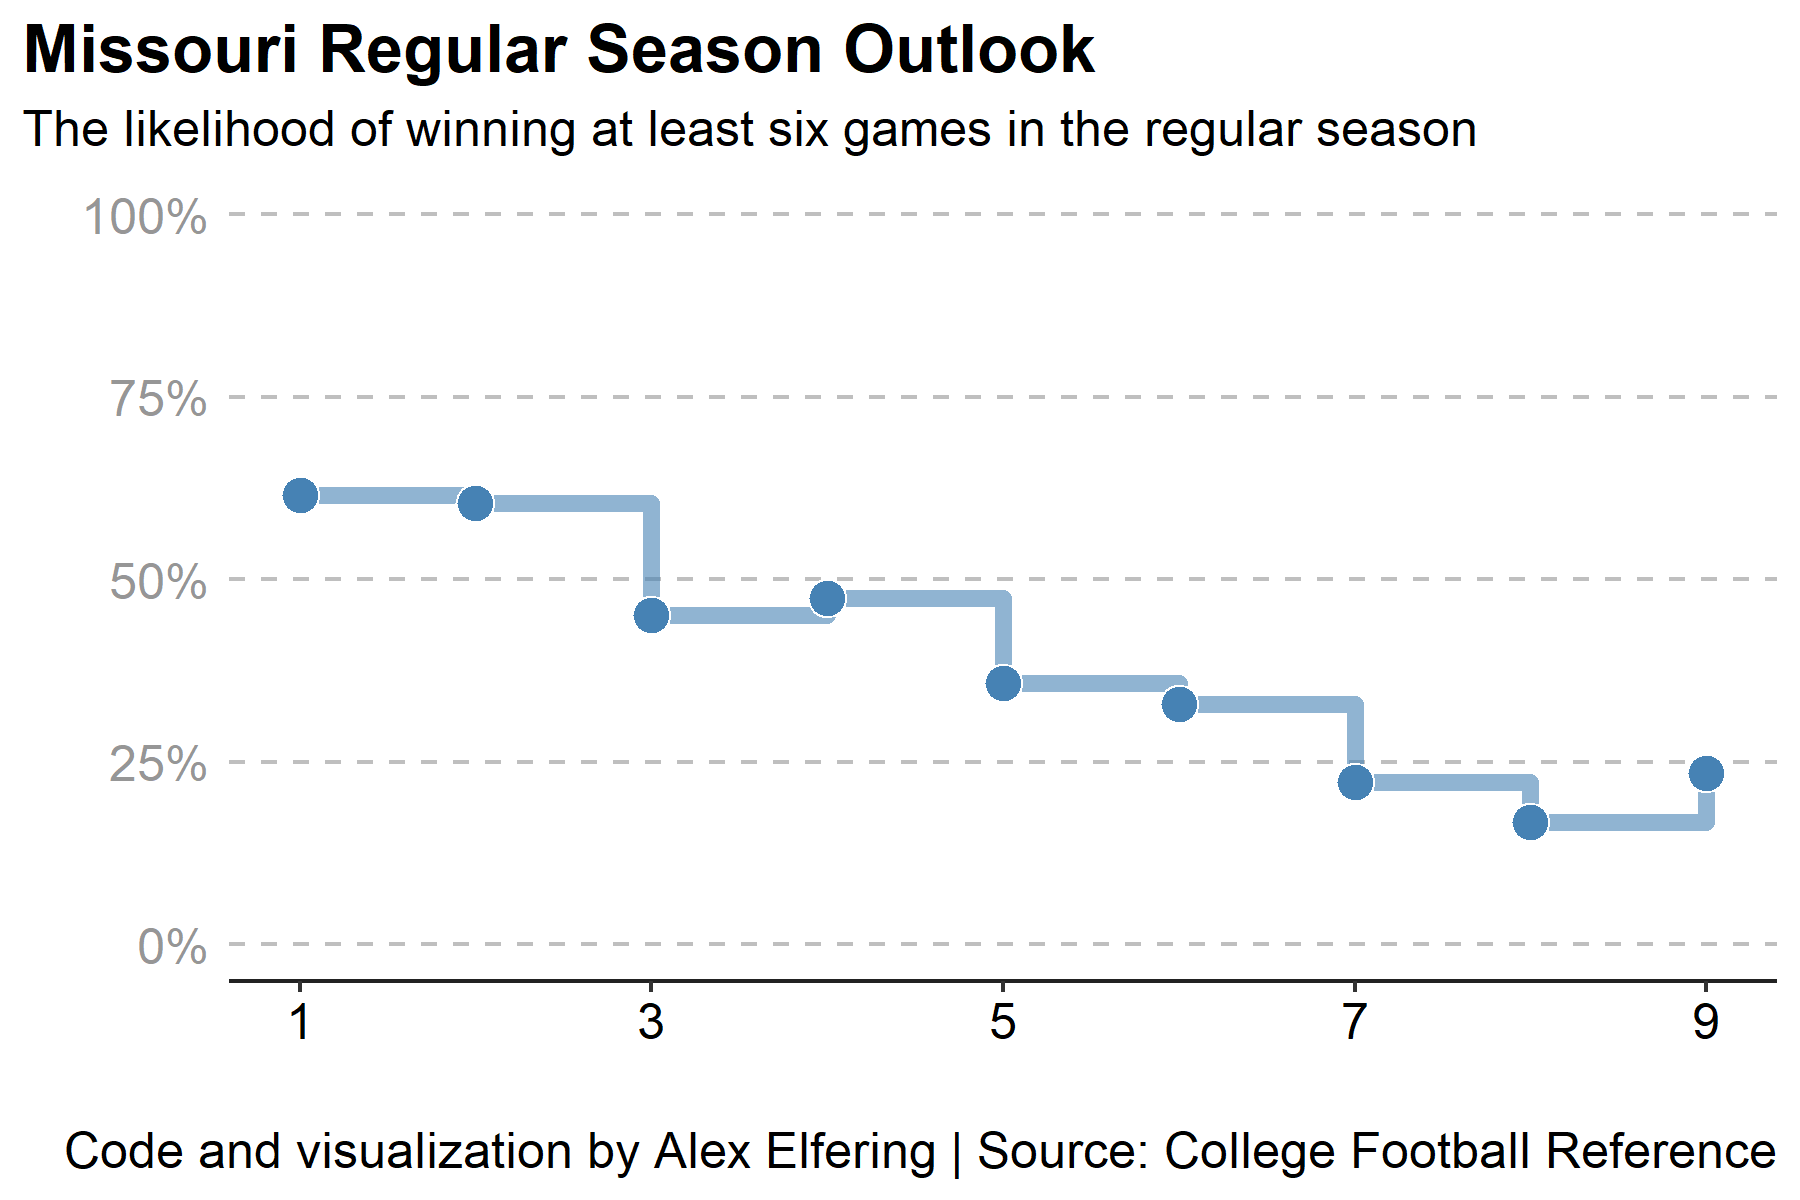 Missouri Regular Season Outlook
The likelihood of winning at least six games in the regular season
100%
75%
50%
25%
0%
1 3 5 7 9
Code and visualization by Alex Elfering | Source: College Football Reference